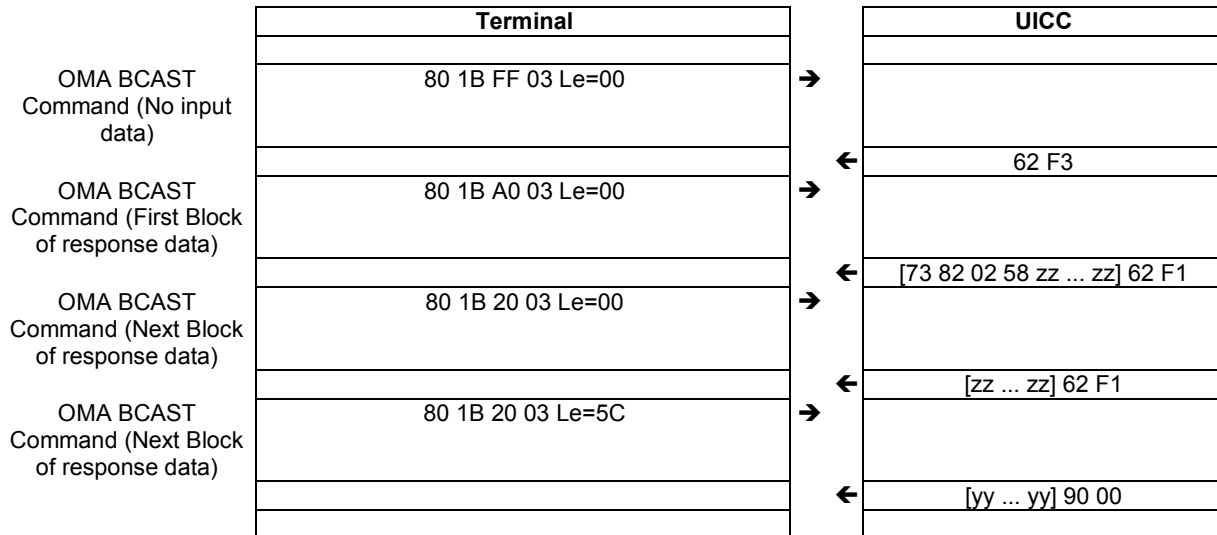 Terminal UICC
OMA BCAST 80 1B FF 03 Le=00 ➔
Command (No input
data)
🡸 62 F3
OMA BCAST 80 1B A0 03 Le=00 ➔
Command (First Block
of response data)
🡸 [73 82 02 58 zz ... zz] 62 F1
OMA BCAST 80 1B 20 03 Le=00 ➔
Command (Next Block
of response data)
🡸 [zz ... zz] 62 F1
OMA BCAST 80 1B 20 03 Le=5C ➔
Command (Next Block
of response data)
🡸 [yy ... yy] 90 00